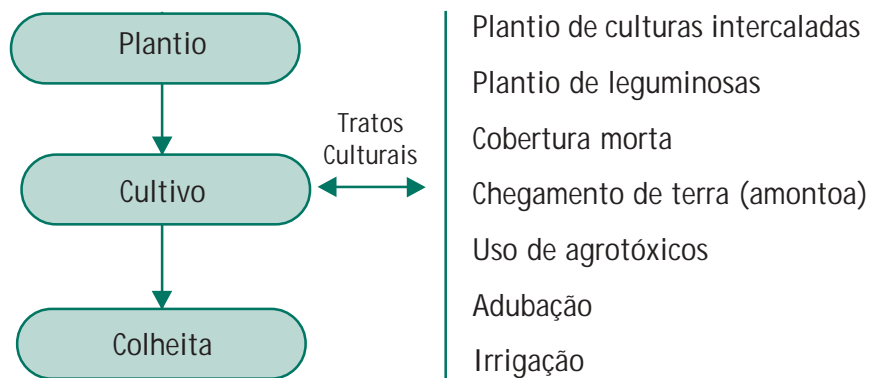 Plantio
Tratos
Culturais
Cultivo
Colheita
Plantio de culturas intercaladas
Plantio de leguminosas
Cobertura morta
Chegamento de terra (amontoa)
Uso de agrotóxicos
Adubação
Irrigação